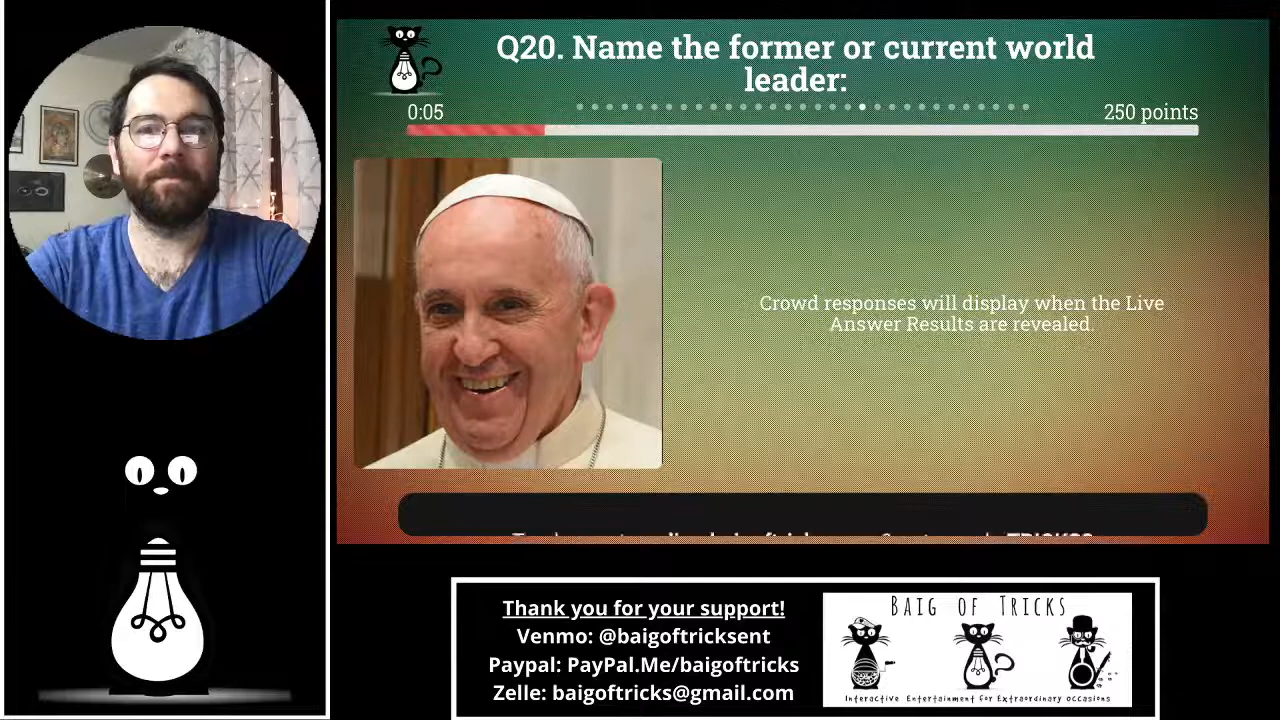 Q20. Name the former or current world
leader:
0:05
250 points
Crowd responses will display when the Live
Answer Results are revealed.
Thank you for your support!
Venmo: @baigoftricksent
Paypal: PayPal.Me/baigoftricks
Zelle: baigoftricks@gmail.com
BAIG OF TRICKS
Interactive Entertainment for Extraordinary Occasions